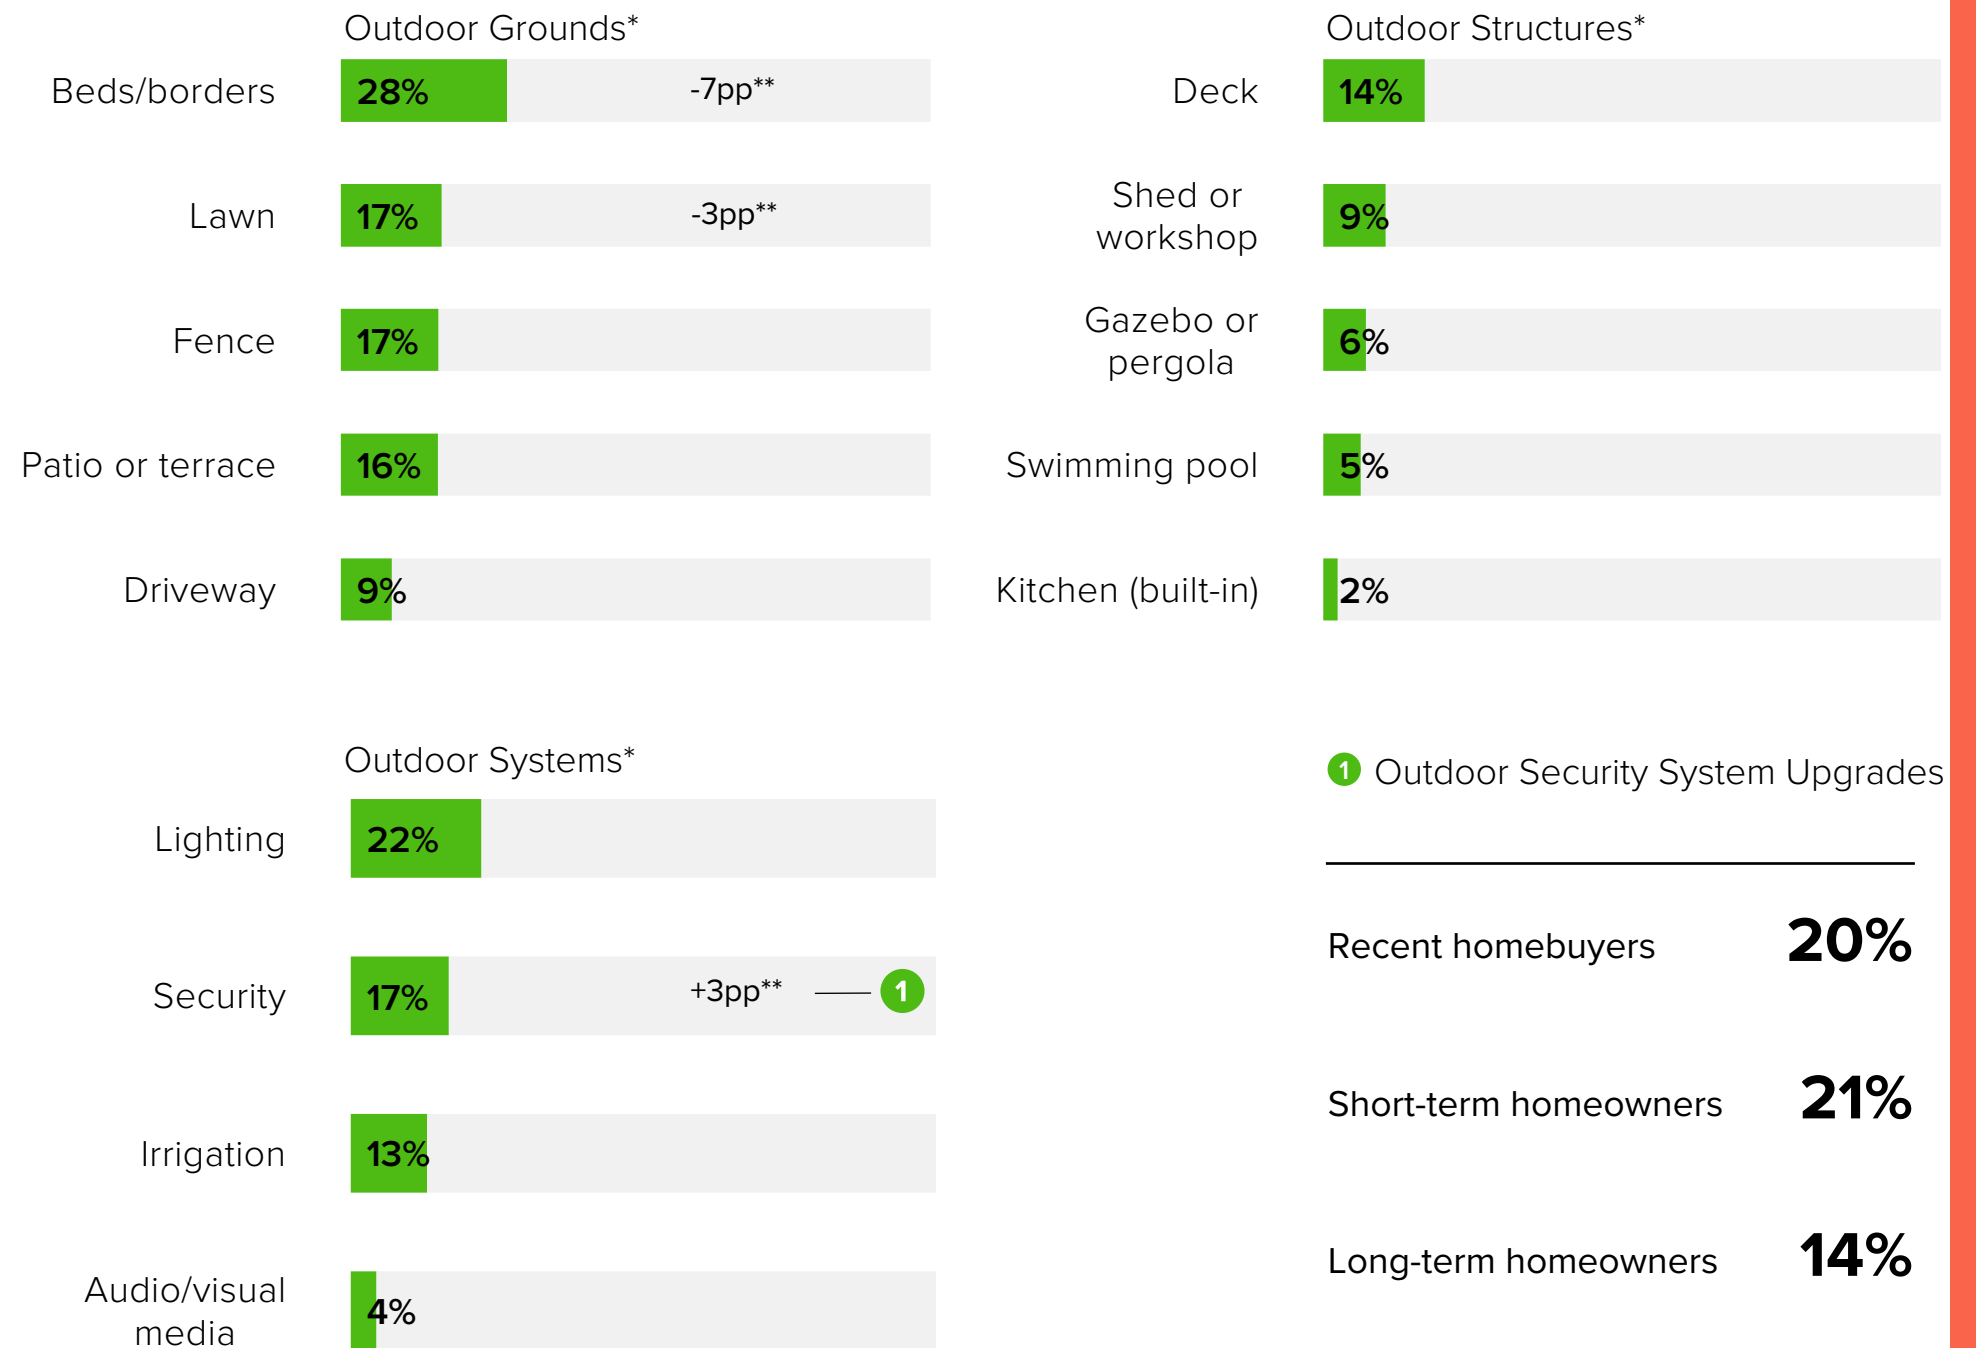 Outdoor Grounds*
Beds/borders 28% -7pp**
Lawn 17% -3pp**
Fence 17%
Patio or terrace 16%
Driveway 9%
Outdoor Structures*
Deck 14%
Shed or
workshop 9%
Gazebo or
pergola 6%
Swimming pool 5%
Kitchen (built-in) 2%
Outdoor Systems*
Lighting 22%
Security 17% +3pp** 1
Irrigation 13%
Audio/visual
media 4%
1 Outdoor Security System Upgrades
Recent homebuyers 20%
Short-term homeowners 21%
Long-term homeowners 14%